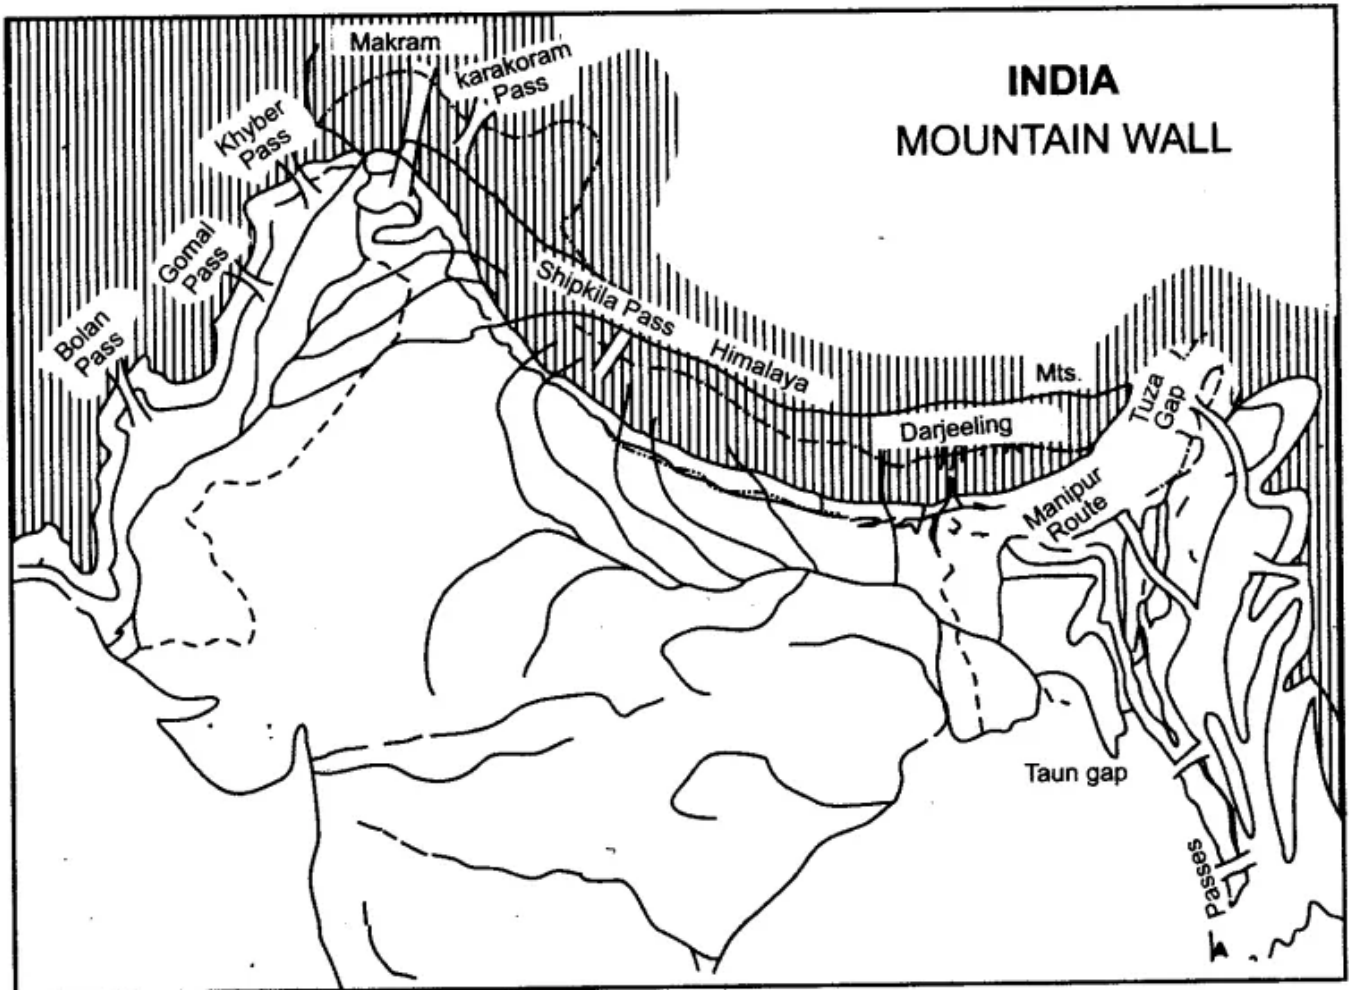 INDIA
MOUNTAIN WALL
Makram
karakoram
Pass
Khyber
Pass
Gomal
Pass
Bolan
Pass
Shipkila Pass
Himalaya
Mts.
Darjeeling
Tuza
Gap
Manipur
Route
Taun gap
Passes